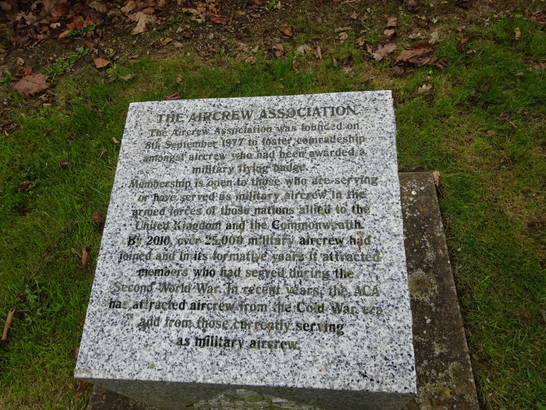 THE AIRCREW ASSOCIATION
The Aircrew Association was founded on
8th September 1977 to foster comradeship
amongst aircrew who had been awarded a
military flying badge.
Membership is open to those who are serving
or have served as military aircrew in the
armed forces of those nations allied to the
United Kingdom and the Commonwealth.
By 2010, over 25,000 military aircrew had
joined and in its formative years it attracted
members who had served during the
Second World War. In recent years, the ACA
has attracted aircrew from the Cold War era
and from those currently serving
as military aircrew.